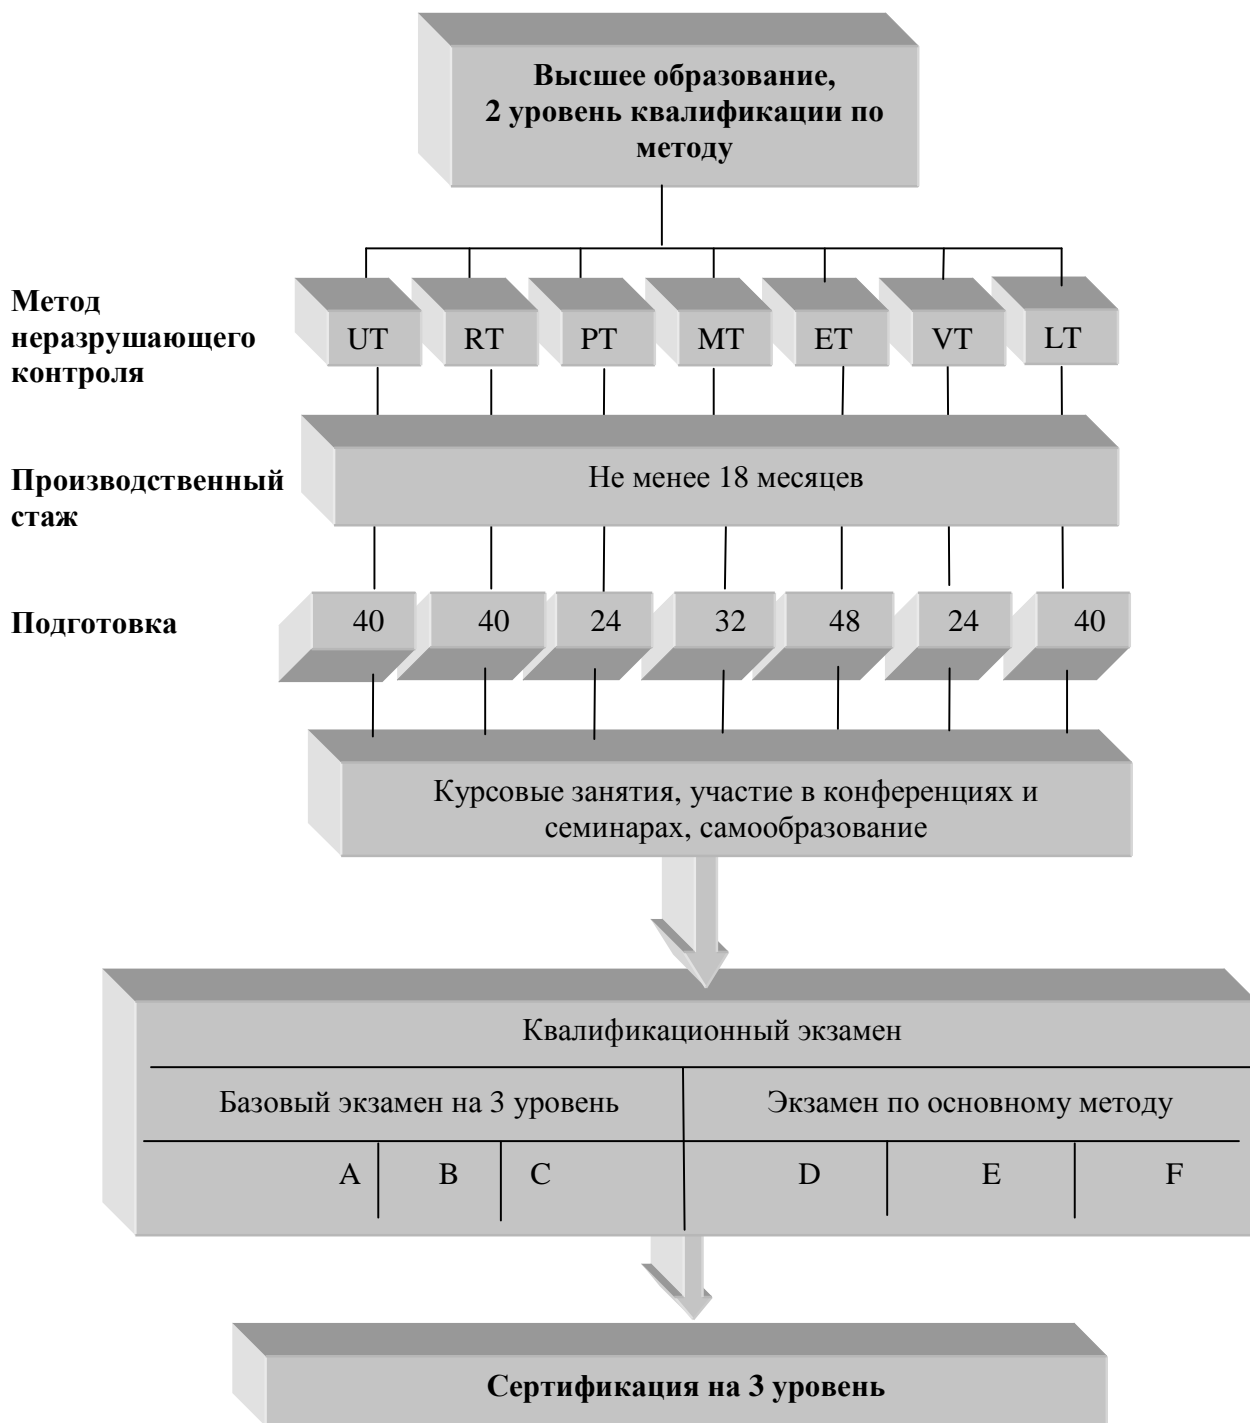 Высшее образование,
2 уровень квалификации по
методу
Метод
неразрушающего
контроля
UT RT PT MT ET VT LT
Производственный
стаж
Не менее 18 месяцев
Подготовка
40 40 24 32 48 24 40
Курсовые занятия, участие в конференциях и
семинарах, самообразование
Квалификационный экзамен
Базовый экзамен на 3 уровень Экзамен по основному методу
A B C D E F
Сертификация на 3 уровень